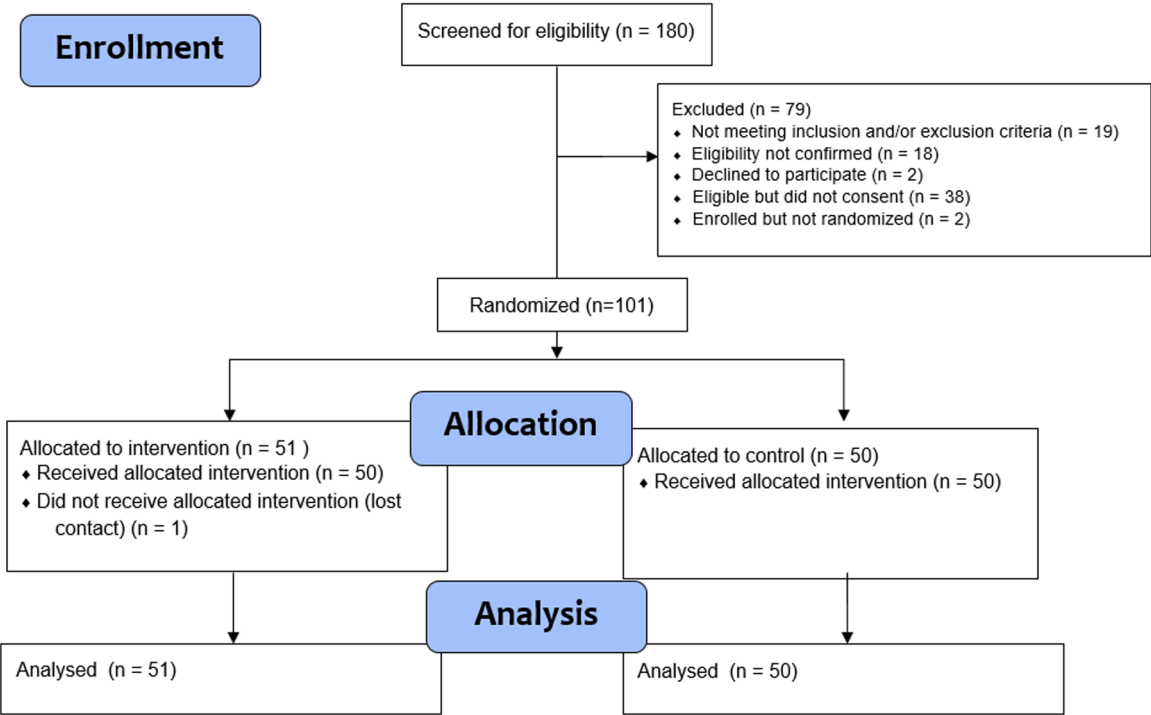 Enrollment
Screened for eligibility (n = 180)
Excluded (n = 79)
⬥ Not meeting inclusion and/or exclusion criteria (n = 19)
⬥ Eligibility not confirmed (n = 18)
⬥ Declined to participate (n = 2)
⬥ Eligible but did not consent (n = 38)
⬥ Enrolled but not randomized (n = 2)
Randomized (n=101)
Allocation
Allocated to intervention (n = 51 )
⬥ Received allocated intervention (n = 50)
⬥ Did not receive allocated intervention (lost
contact) (n = 1)
Allocated to control (n = 50)
⬥ Received allocated intervention (n = 50)
Analysis
Analysed (n = 51)
Analysed (n = 50)